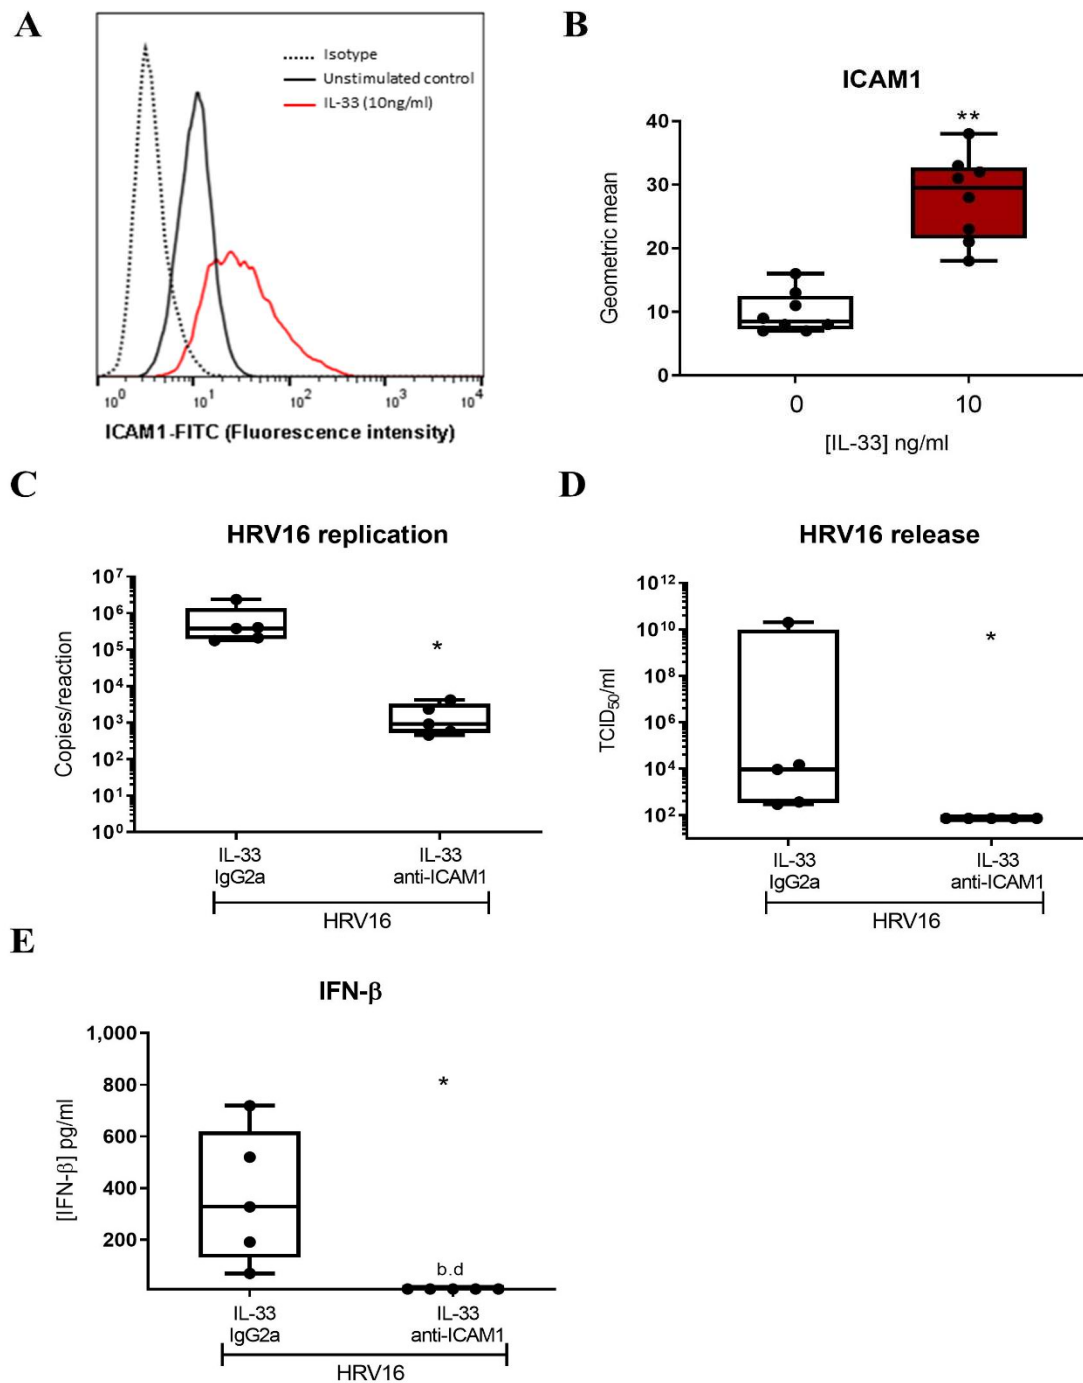 A
Isotype
Unstimulated control
IL-33 (10ng/ml)
10⁰ 10¹ 10² 10³ 10⁴
ICAM1-FITC (Fluorescence intensity)
B
ICAM1
**
Geometric mean
40
30
20
10
0
0 10
[IL-33] ng/ml
C
HRV16 replication
Copies/reaction
10⁷
10⁶
10⁵
10⁴
10³
10²
10¹
10⁰
*
IL-33 IL-33
IgG2a anti-ICAM1
HRV16
D
HRV16 release
TCID₅₀/ml
10¹²
10¹⁰
10⁸
10⁶
10⁴
10²
*
IL-33 IL-33
IgG2a anti-ICAM1
HRV16
E
IFN-β
[IFN-β] pg/ml
1,000
800
600
400
200
*
b.d
IL-33 IL-33
IgG2a anti-ICAM1
HRV16